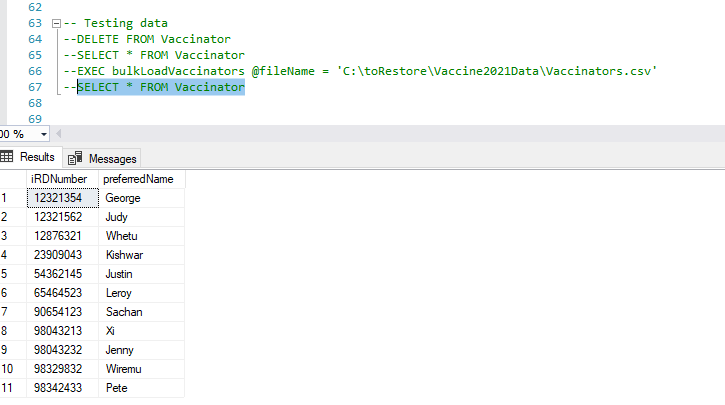 62
63 -- Testing data
64 --DELETE FROM Vaccinator
65 --SELECT * FROM Vaccinator
66 --EXEC bulkLoadVaccinators @fileName = 'C:\toRestore\Vaccine2021Data\Vaccinators.csv'
67 --SELECT * FROM Vaccinator
68
69
00 %
Results Messages
iRDNumber preferredName
1 12321354 George
2 12321562 Judy
3 12876321 Whetu
4 23909043 Kishwar
5 54362145 Justin
6 65464523 Leroy
7 90654123 Sachan
8 98043213 Xi
9 98043232 Jenny
10 98329832 Wiremu
11 98342433 Pete